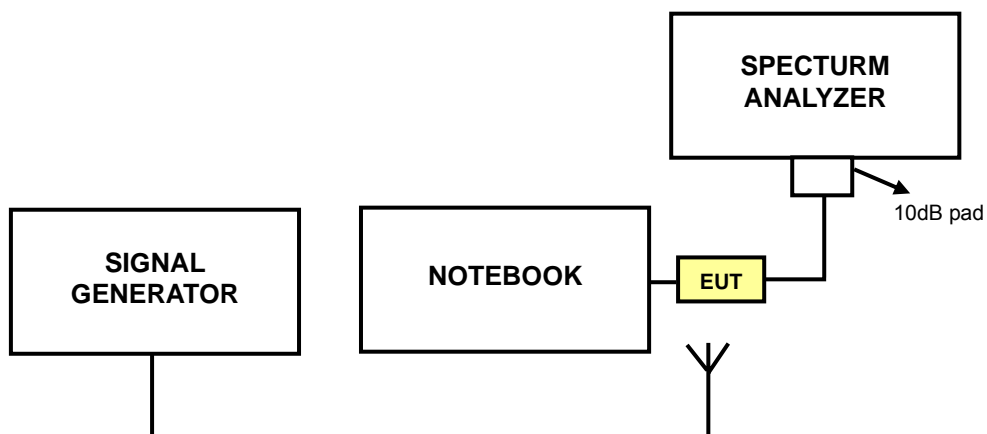 SPECTURM
ANALYZER
10dB pad
SIGNAL
GENERATOR
NOTEBOOK
EUT